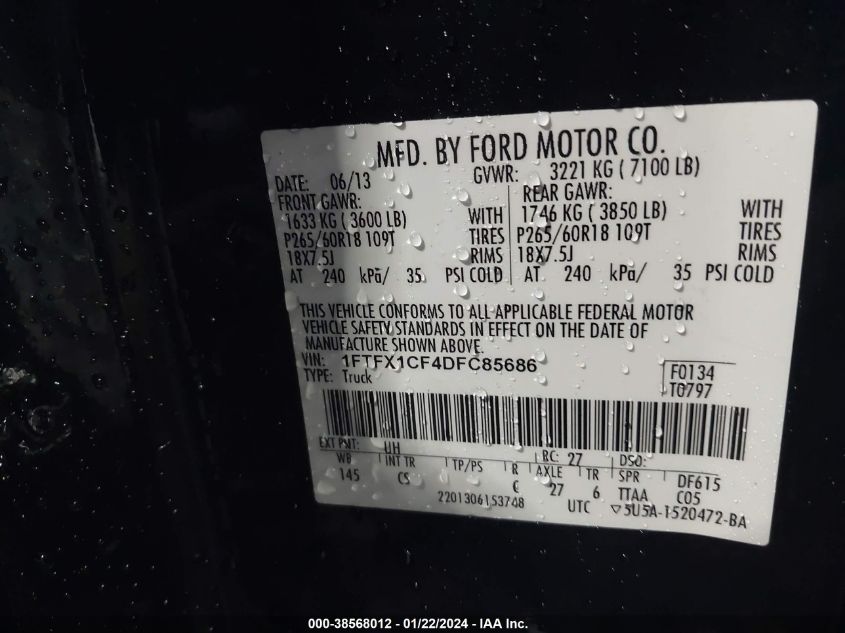 MFD. BY FORD MOTOR CO.
DATE: 06/13 GVWR: 3221 KG ( 7100 LB)
FRONT GAWR: REAR GAWR:
1633 KG ( 3600 LB) WITH 1746 KG ( 3850 LB) WITH
P265/60R18 109T TIRES P265/60R18 109T TIRES
18X7.5J RIMS 18X7.5J RIMS
AT 240 kPa/ 35 PSI COLD AT 240 kPa/ 35 PSI COLD
THIS VEHICLE CONFORMS TO ALL APPLICABLE FEDERAL MOTOR
VEHICLE SAFETY STANDARDS IN EFFECT ON THE DATE OF
MANUFACTURE SHOWN ABOVE.
VIN: 1FTFX1CF4DFC85686 F0134
TYPE: Truck T0797
EXT PNT: UH RC: 27 DSO:
WB INT TR TP/PS R AXLE TR SPR DF615
145 CS 27 6 TTAA C05
2201306153748 UTC ▽5U5A-1520472-BA
000-38568012 - 01/22/2024 - IAA Inc.